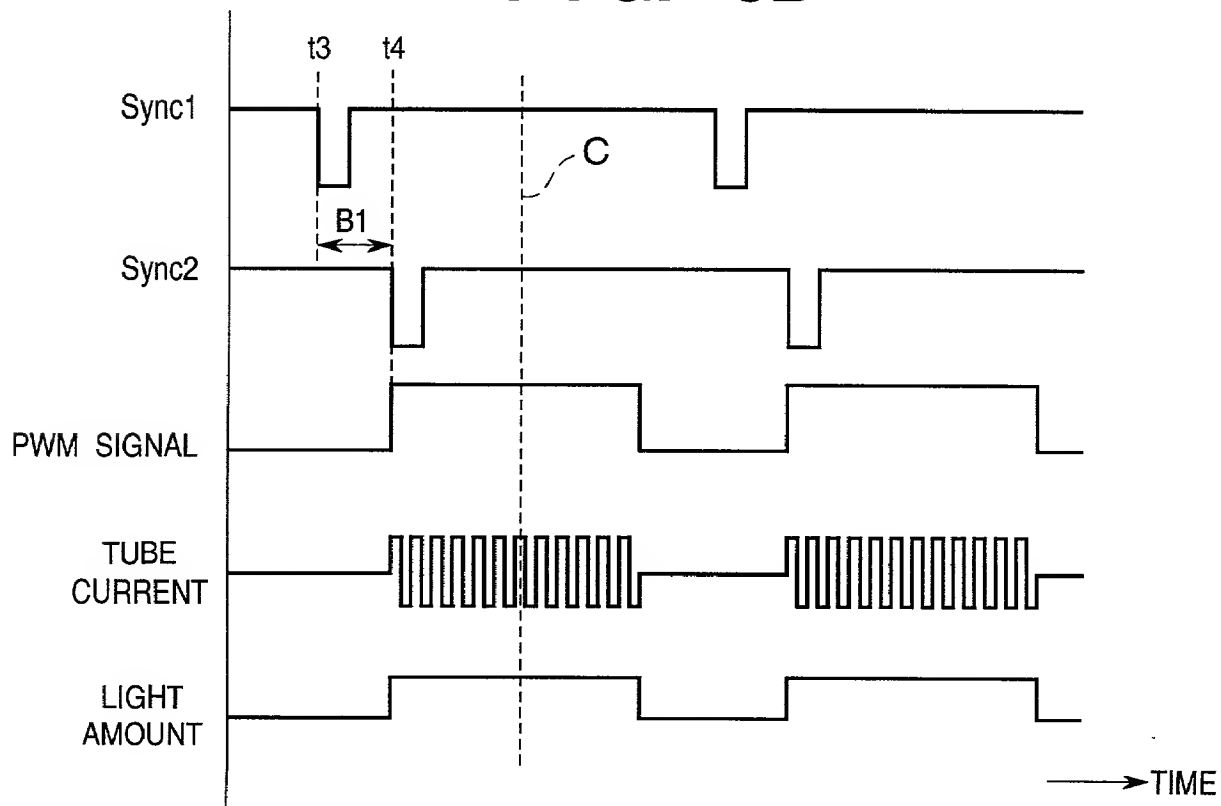 t3
t4
Sync1
C
B1
Sync2
PWM SIGNAL
TUBE
CURRENT
LIGHT
AMOUNT
TIME